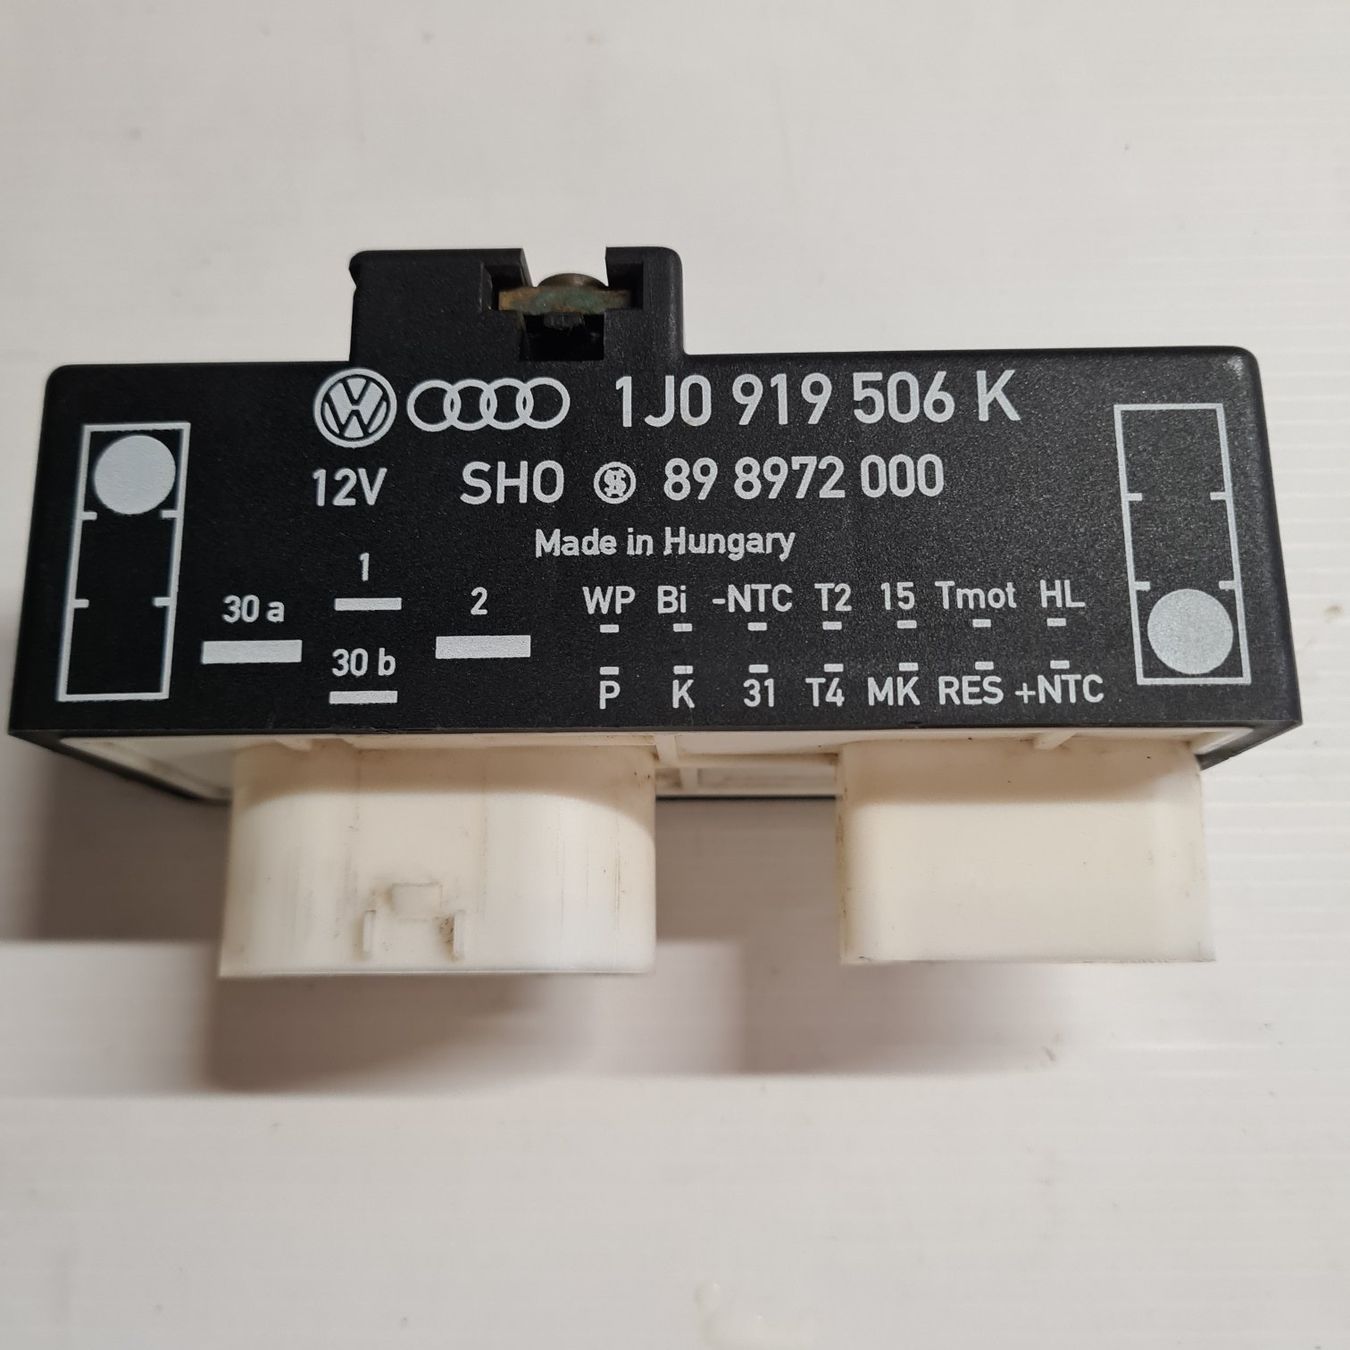 1J0 919 506 K
12V SHO 89 8972 000
Made in Hungary
1
30 a 2 WP Bi -NTC T2 15 Tmot HL
30 b
P K 31 T4 MK RES +NTC